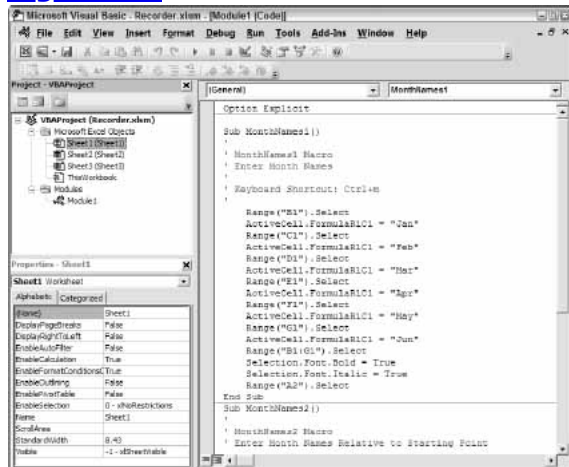 Microsoft Visual Basic - Recorder.xlsm - [Module1 (Code)]
File Edit View Insert Format Debug Run Tools Add-Ins Window Help
Project - VBAProject
VBAProject (Recorder.xlsm)
Microsoft Excel Objects
Sheet1 (Sheet1)
Sheet2 (Sheet2)
Sheet3 (Sheet3)
ThisWorkbook
Modules
Module1
Properties - Sheet1
Sheet1 Worksheet
Alphabetic Categorized
(Name) Sheet1
DisplayPageBreaks False
DisplayRightToLeft False
EnableAutoFilter False
EnableCalculation True
EnableFormatConditionsC True
EnableOutlining False
EnablePivotTable False
EnableSelection 0 - xlNoRestrictions
Name Sheet1
ScrollArea
StandardWidth 8.43
Visible -1 - xlSheetVisible
(General) MonthNames1
Option Explicit
Sub MonthNames1()
'
' MonthNames1 Macro
' Enter Month Names
'
' Keyboard Shortcut: Ctrl+m
'
Range("B1").Select
ActiveCell.FormulaR1C1 = "Jan"
Range("C1").Select
ActiveCell.FormulaR1C1 = "Feb"
Range("D1").Select
ActiveCell.FormulaR1C1 = "Mar"
Range("E1").Select
ActiveCell.FormulaR1C1 = "Apr"
Range("F1").Select
ActiveCell.FormulaR1C1 = "May"
Range("G1").Select
ActiveCell.FormulaR1C1 = "Jun"
Range("B1:G1").Select
Selection.Font.Bold = True
Selection.Font.Italic = True
Range("A2").Select
End Sub
Sub MonthNames2()
'
' MonthNames2 Macro
' Enter Month Names Relative to Starting Point